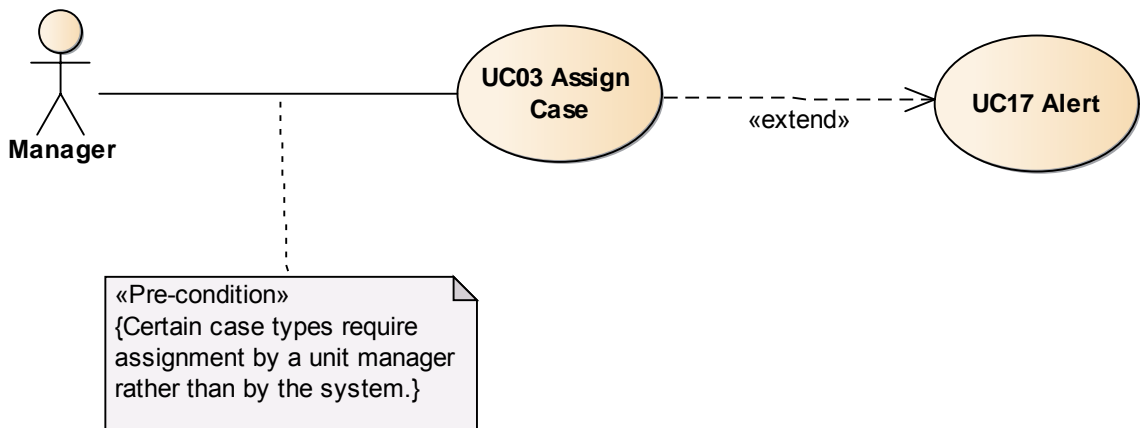 Manager
UC03 Assign
Case
«extend»
UC17 Alert
«Pre-condition»
{Certain case types require
assignment by a unit manager
rather than by the system.}